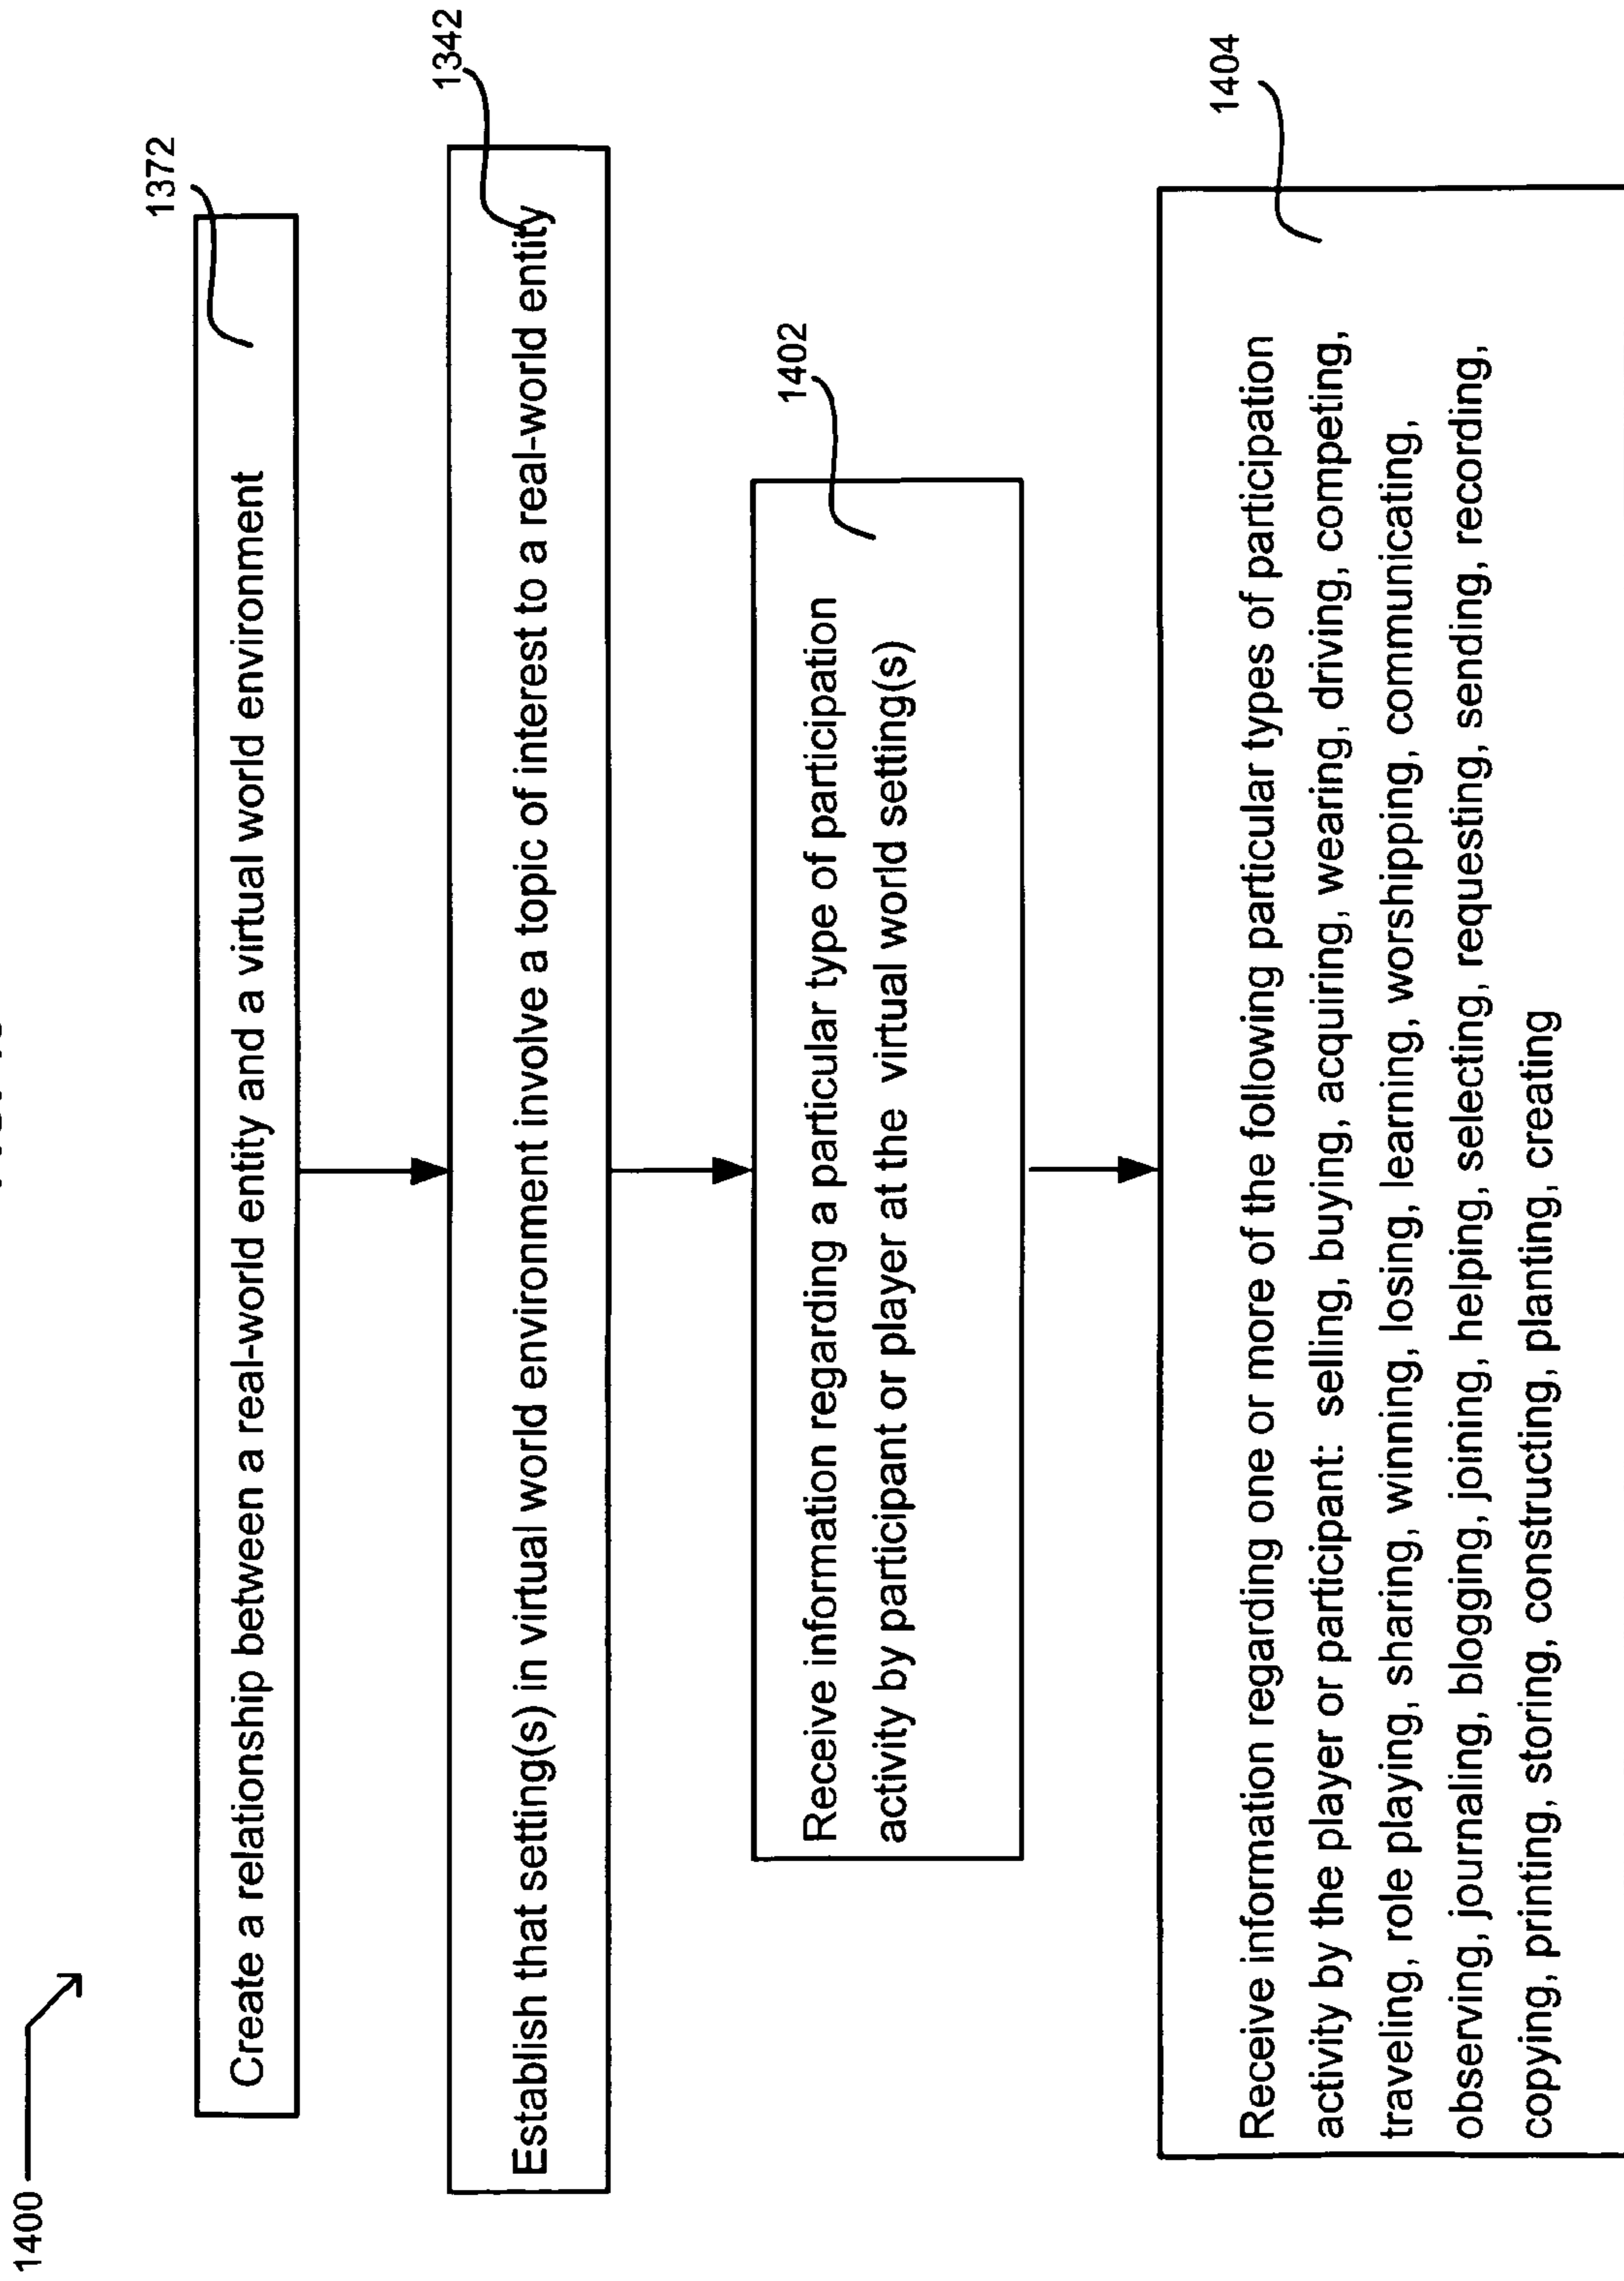 1400
1372
Create a relationship between a real-world entity and a virtual world environment
1342
Establish that setting(s) in virtual world environment involve a topic of interest to a real-world entity
1402
Receive information regarding a particular type of participation
activity by participant or player at the virtual world setting(s)
1404
Receive information regarding one or more of the following particular types of participation
activity by the player or participant: selling, buying, acquiring, wearing, driving, competing,
traveling, role playing, sharing, winning, losing, learning, worshipping, communicating,
observing, journaling, blogging, joining, helping, selecting, requesting, sending, recording,
copying, printing, storing, constructing, planting, creating